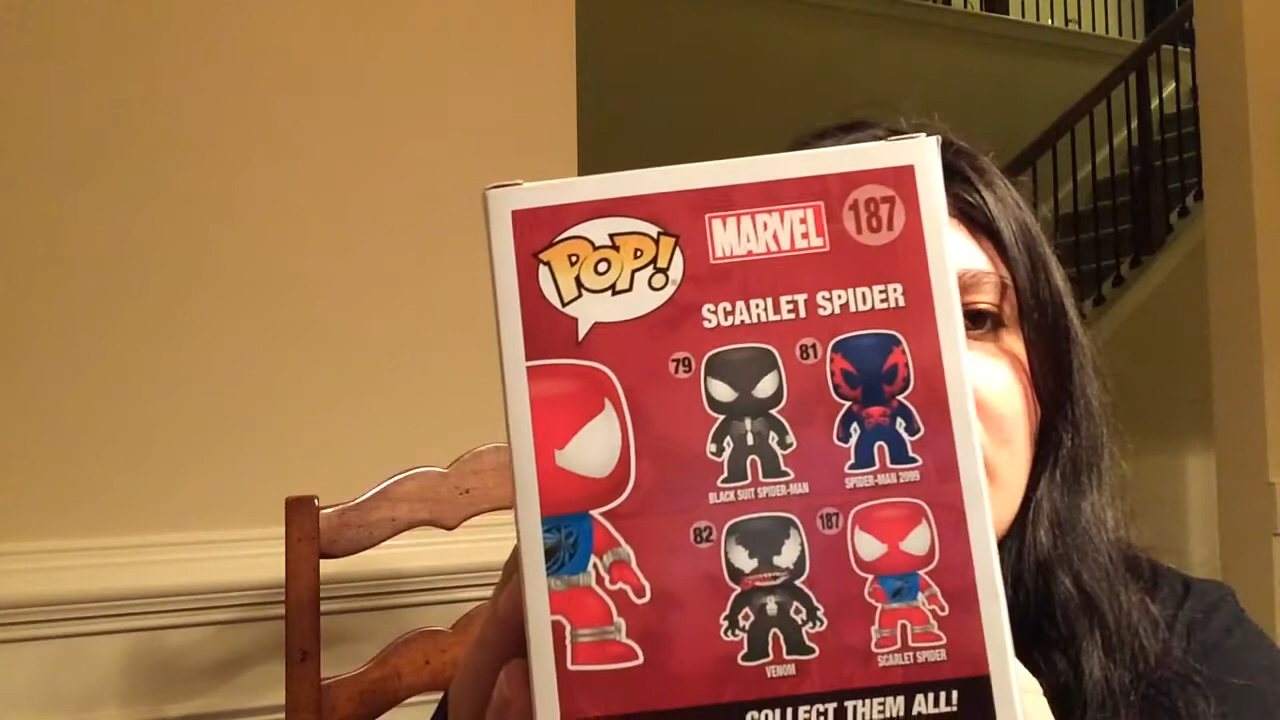 POP!
MARVEL
187
SCARLET SPIDER
79
81
BLACK SUIT SPIDER-MAN
SPIDER-MAN 2099
82
187
VENOM
SCARLET SPIDER
COLLECT THEM ALL!